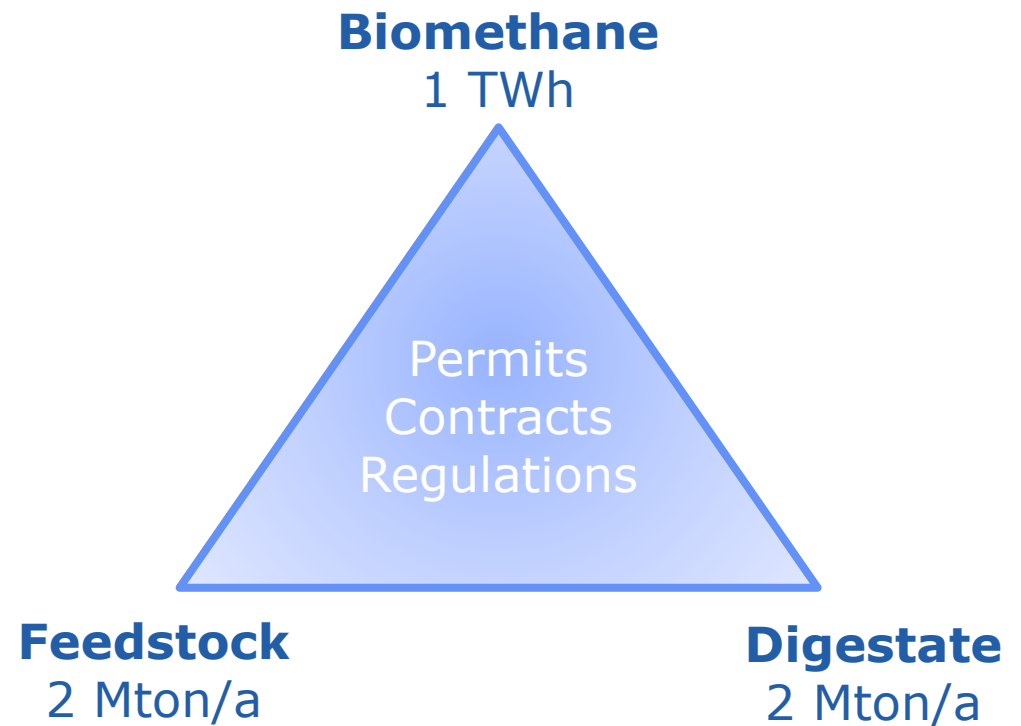 Biomethane
1 TWh
Permits
Contracts
Regulations
Feedstock
2 Mton/a
Digestate
2 Mton/a